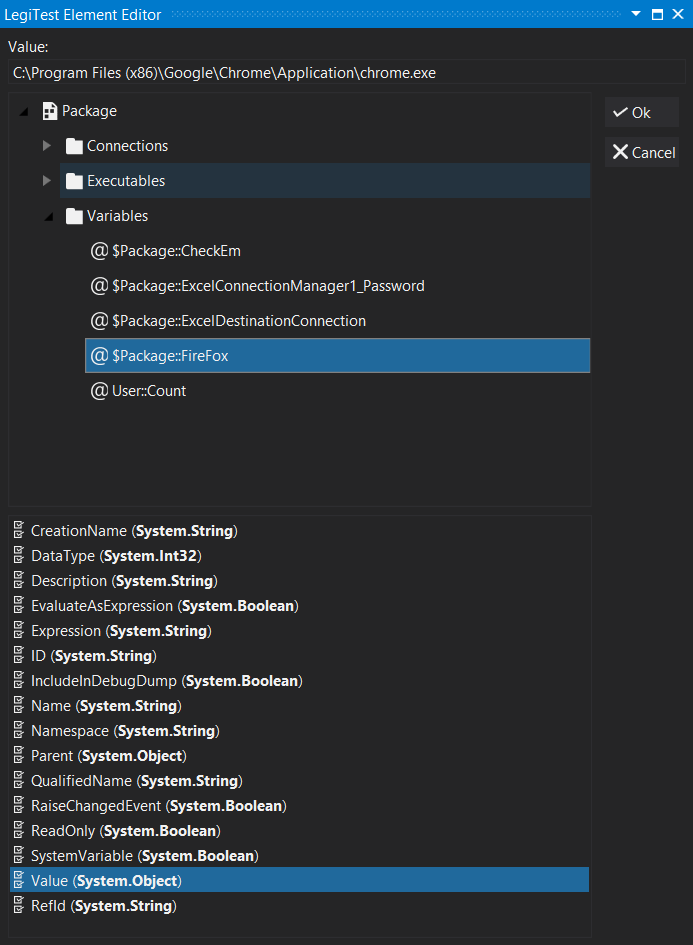 LegiTest Element Editor
Value:
C:\Program Files (x86)\Google\Chrome\Application\chrome.exe
Package
Ok
Connections
Cancel
Executables
Variables
@ $Package::CheckEm
@ $Package::ExcelConnectionManager1_Password
@ $Package::ExcelDestinationConnection
@ $Package::FireFox
@ User::Count
CreationName (System.String)
DataType (System.Int32)
Description (System.String)
EvaluateAsExpression (System.Boolean)
Expression (System.String)
ID (System.String)
IncludeInDebugDump (System.Boolean)
Name (System.String)
Namespace (System.String)
Parent (System.Object)
QualifiedName (System.String)
RaiseChangedEvent (System.Boolean)
ReadOnly (System.Boolean)
SystemVariable (System.Boolean)
Value (System.Object)
RefId (System.String)